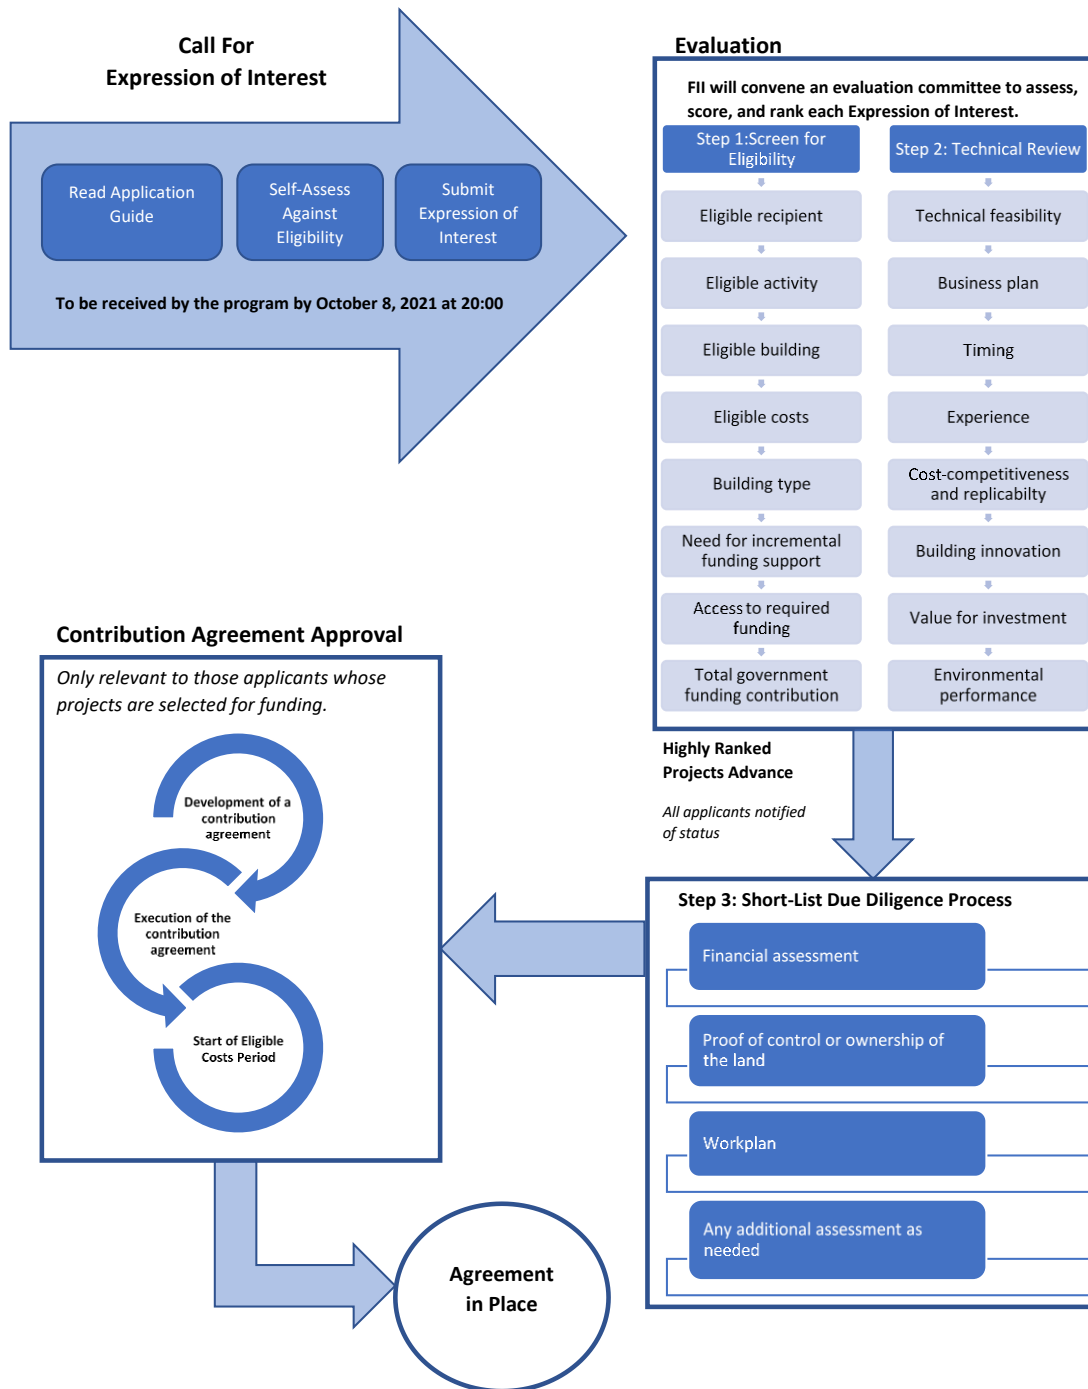 Call For
Expression of Interest
Read Application
Guide
Self-Assess
Against
Eligibility
Submit
Expression of
Interest
To be received by the program by October 8, 2021 at 20:00
Evaluation
FII will convene an evaluation committee to assess,
score, and rank each Expression of Interest.
Step 1:Screen for
Eligibility
Eligible recipient
Eligible activity
Eligible building
Eligible costs
Building type
Need for incremental
funding support
Access to required
funding
Total government
funding contribution
Step 2: Technical Review
Technical feasibility
Business plan
Timing
Experience
Cost-competitiveness
and replicabilty
Building innovation
Value for investment
Environmental
performance
Highly Ranked
Projects Advance
All applicants notified
of status
Step 3: Short-List Due Diligence Process
Financial assessment
Proof of control or ownership of
the land
Workplan
Any additional assessment as
needed
Contribution Agreement Approval
Only relevant to those applicants whose
projects are selected for funding.
Development of a
contribution
agreement
Execution of the
contribution
agreement
Start of Eligible
Costs Period
Agreement
in Place